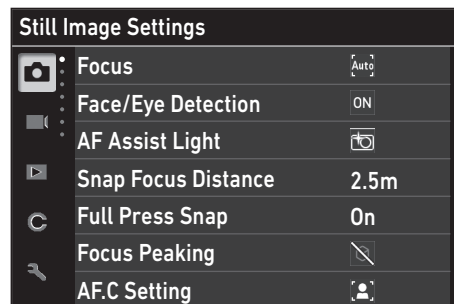 Still Image Settings
Focus Auto
Face/Eye Detection ON
AF Assist Light
Snap Focus Distance 2.5m
Full Press Snap On
Focus Peaking
AF.C Setting
C